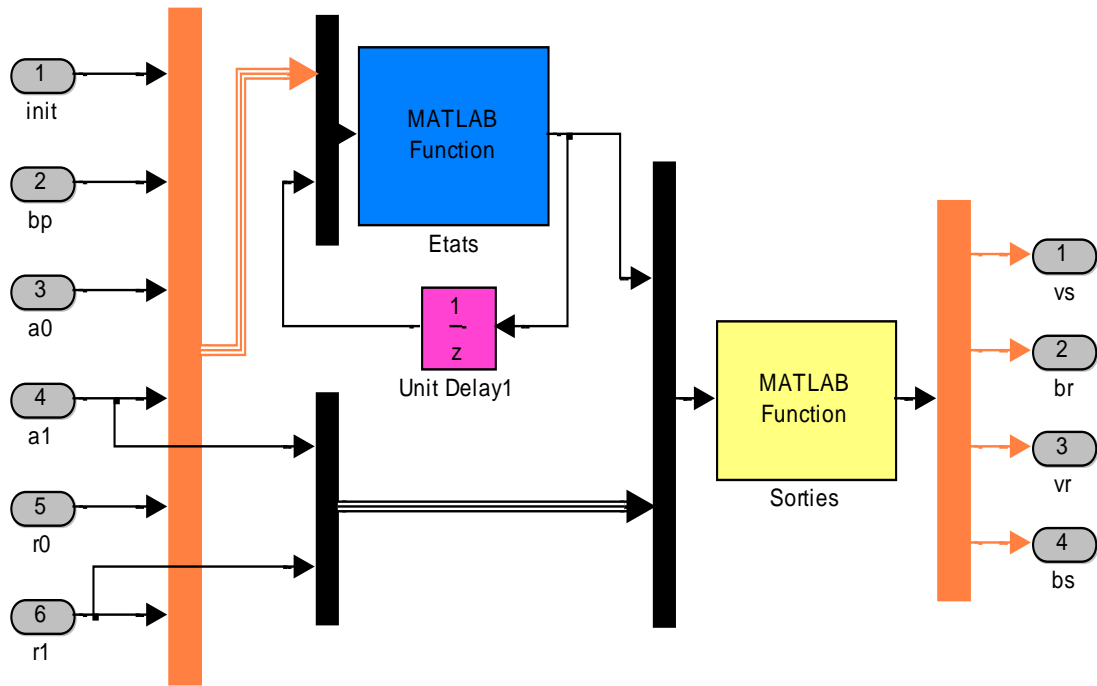 1
init
2
bp
3
a0
4
a1
5
r0
6
r1
MATLAB
Function
Etats
1
z
Unit Delay1
MATLAB
Function
Sorties
1
vs
2
br
3
vr
4
bs